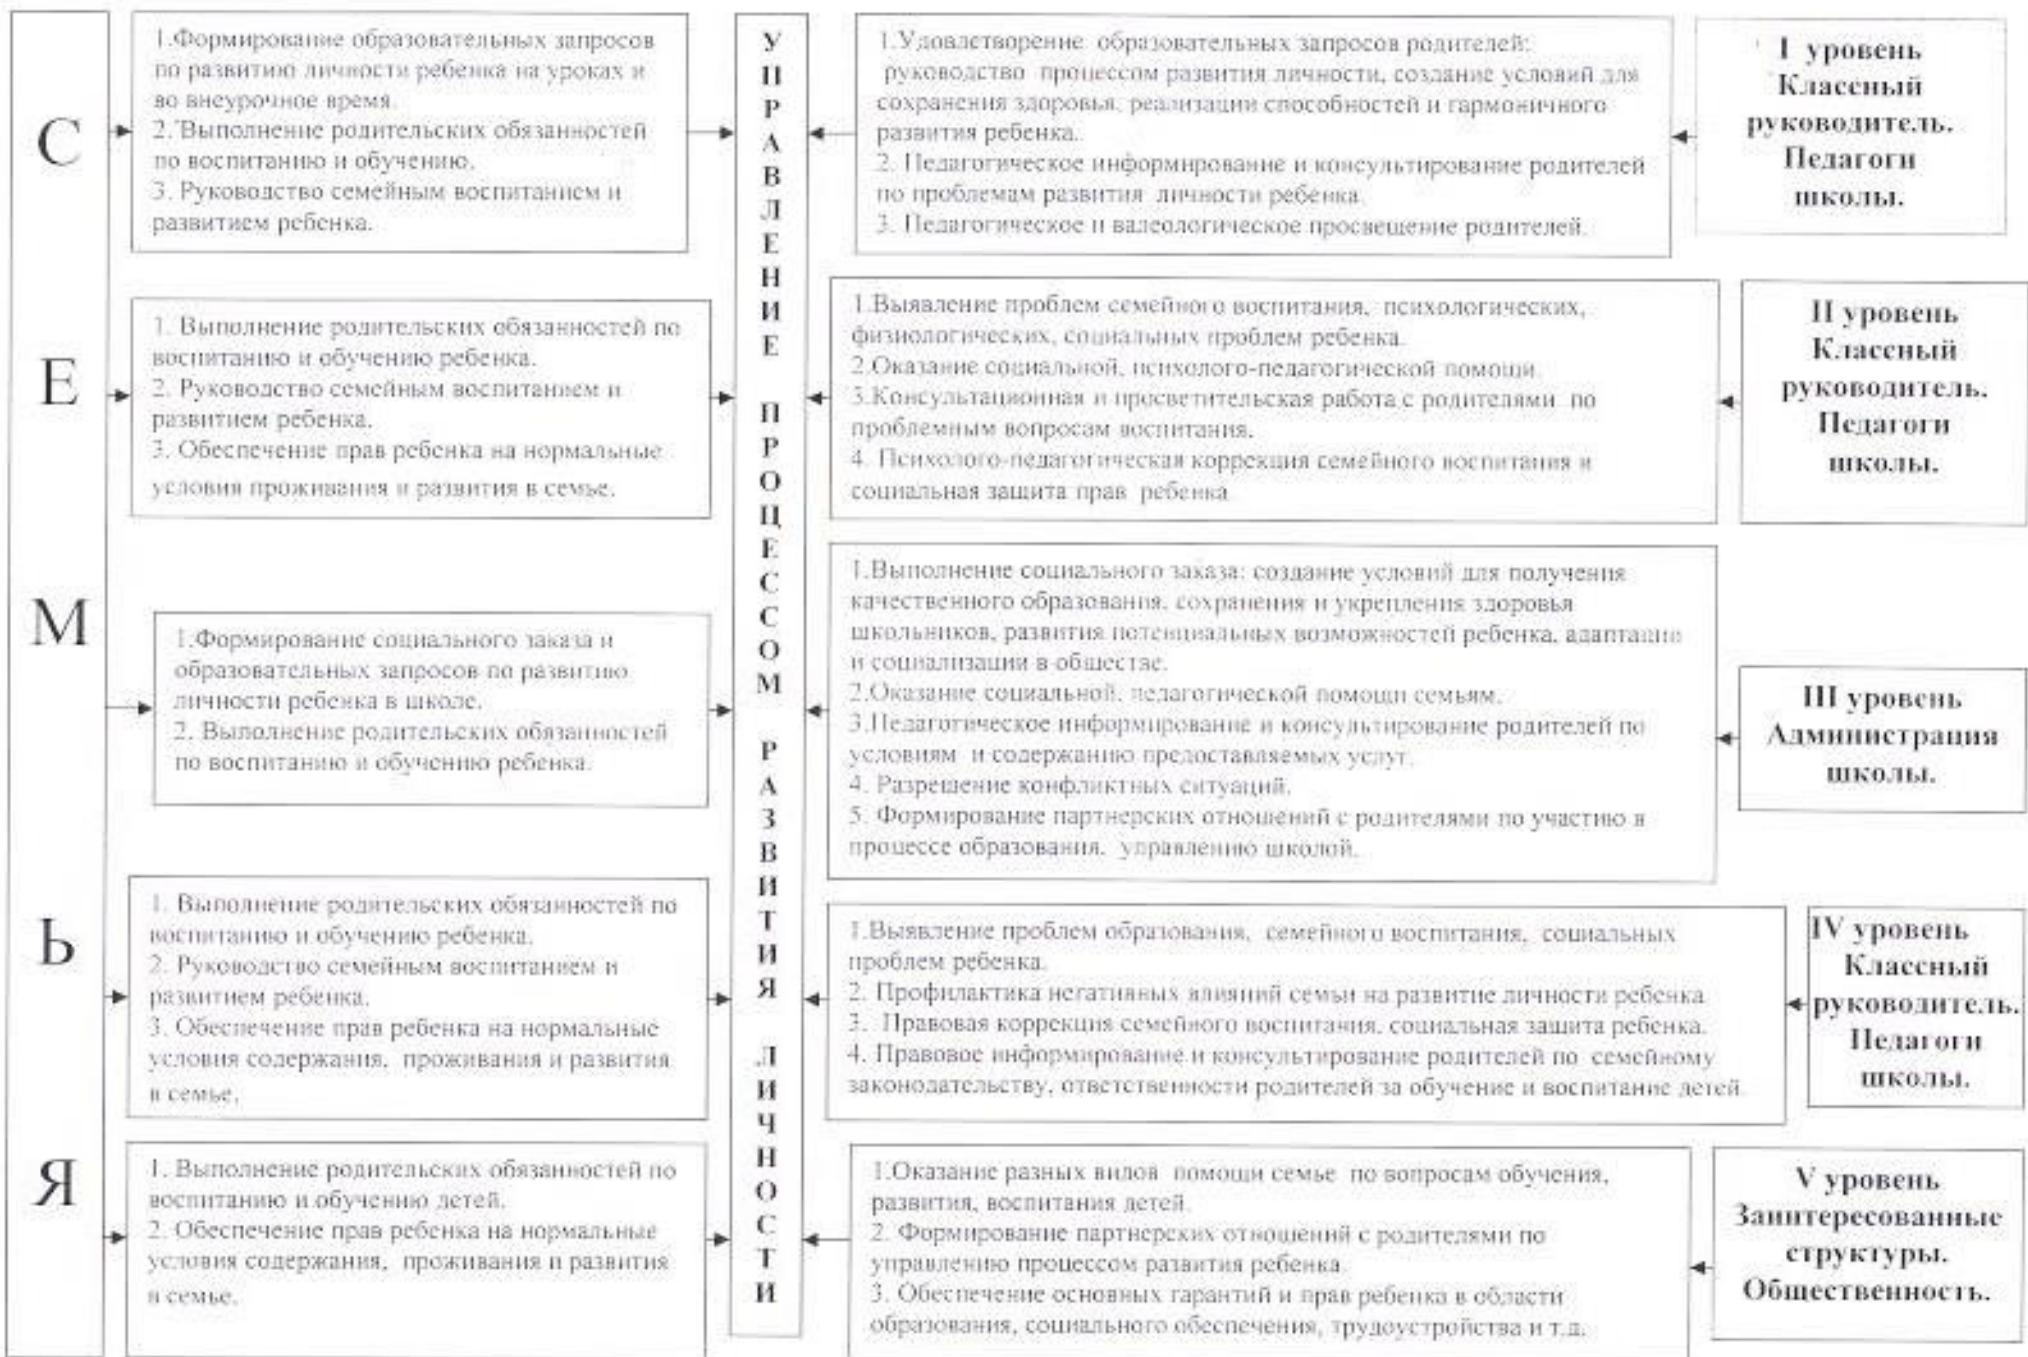 СЕМЬЯ
1.Формирование образовательных запросов
по развитию личности ребенка на уроках и
во внеурочное время.
2. Выполнение родительских обязанностей
по воспитанию и обучению.
3. Руководство семейным воспитанием и
развитием ребенка.
1. Выполнение родительских обязанностей по
воспитанию и обучению ребенка.
2. Руководство семейным воспитанием и
развитием ребенка.
3. Обеспечение прав ребенка на нормальные
условия проживания и развития в семье.
1.Формирование социального заказа и
образовательных запросов по развитию
личности ребенка в школе.
2. Выполнение родительских обязанностей
по воспитанию и обучению ребенка.
1. Выполнение родительских обязанностей по
воспитанию и обучению ребенка.
2. Руководство семейным воспитанием и
развитием ребенка.
3. Обеспечение прав ребенка на нормальные
условия содержания, проживания и развития
в семье.
1. Выполнение родительских обязанностей по
воспитанию и обучению детей.
2. Обеспечение прав ребенка на нормальные
условия содержания, проживания и развития
в семье.
УПРАВЛЕНИЕ ПРОЦЕССОМ РАЗВИТИЯ ЛИЧНОСТИ
1.Удовлетворение образовательных запросов родителей:
руководство процессом развития личности, создание условий для
сохранения здоровья, реализации способностей и гармоничного
развития ребенка.
2. Педагогическое информирование и консультирование родителей
по проблемам развития личности ребенка.
3. Педагогическое и валеологическое просвещение родителей.
1.Выявление проблем семейного воспитания, психологических,
физиологических, социальных проблем ребенка.
2.Оказание социальной, психолого-педагогической помощи.
3.Консультационная и просветительская работа с родителями по
проблемным вопросам воспитания.
4. Психолого-педагогическая коррекция семейного воспитания и
социальная защита прав ребенка
1.Выполнение социального заказа: создание условий для получения
качественного образования, сохранения и укрепления здоровья
школьников, развития потенциальных возможностей ребенка, адаптации
и социализации в обществе.
2.Оказание социальной, педагогической помощи семьям.
3.Педагогическое информирование и консультирование родителей по
условиям и содержанию предоставляемых услуг.
4. Разрешение конфликтных ситуаций.
5. Формирование партнерских отношений с родителями по участию в
процессе образования, управлению школой.
1.Выявление проблем образования, семейного воспитания, социальных
проблем ребенка.
2. Профилактика негативных влияний семьи на развитие личности ребенка
3. Правовая коррекция семейного воспитания, социальная защита ребенка.
4. Правовое информирование и консультирование родителей по семейному
законодательству, ответственности родителей за обучение и воспитание детей.
1.Оказание разных видов помощи семье по вопросам обучения,
развития, воспитания детей.
2. Формирование партнерских отношений с родителями по
управлению процессом развития ребенка.
3. Обеспечение основных гарантий и прав ребенка в области
образования, социального обеспечения, трудоустройства и т.д.
I уровень
Классный
руководитель.
Педагоги
школы.
II уровень
Классный
руководитель.
Педагоги
школы.
III уровень
Администрация
школы.
IV уровень
Классный
руководитель.
Педагоги
школы.
V уровень
Заинтересованные
структуры.
Общественность.